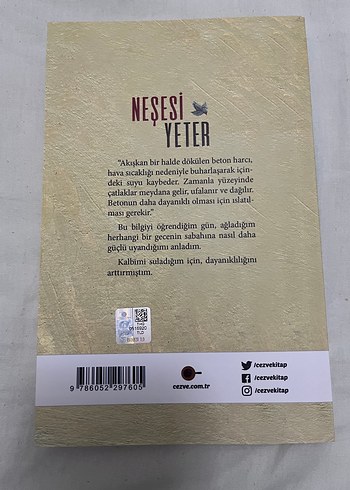 NEŞESİ
YETER
"Akışkan bir halde dökülen beton harcı,
hava sıcaklığı nedeniyle buharlaşarak için-
deki suyu kaybeder. Zamanla yüzeyinde
çatlaklar meydana gelir, ufalanır ve dağılır.
Betonun daha dayanıklı olması için ıslatıl-
ması gerekir."
Bu bilgiyi öğrendiğim gün, ağladığım
herhangi bir gecenin sabahına nasıl daha
güçlü uyandığımı anladım.
Kalbimi suladığım için, dayanıklılığını
arttırmıştım.
9 786052 297605
cezve.com.tr
/cezvekitap
/cezvekitap
/cezvekitap